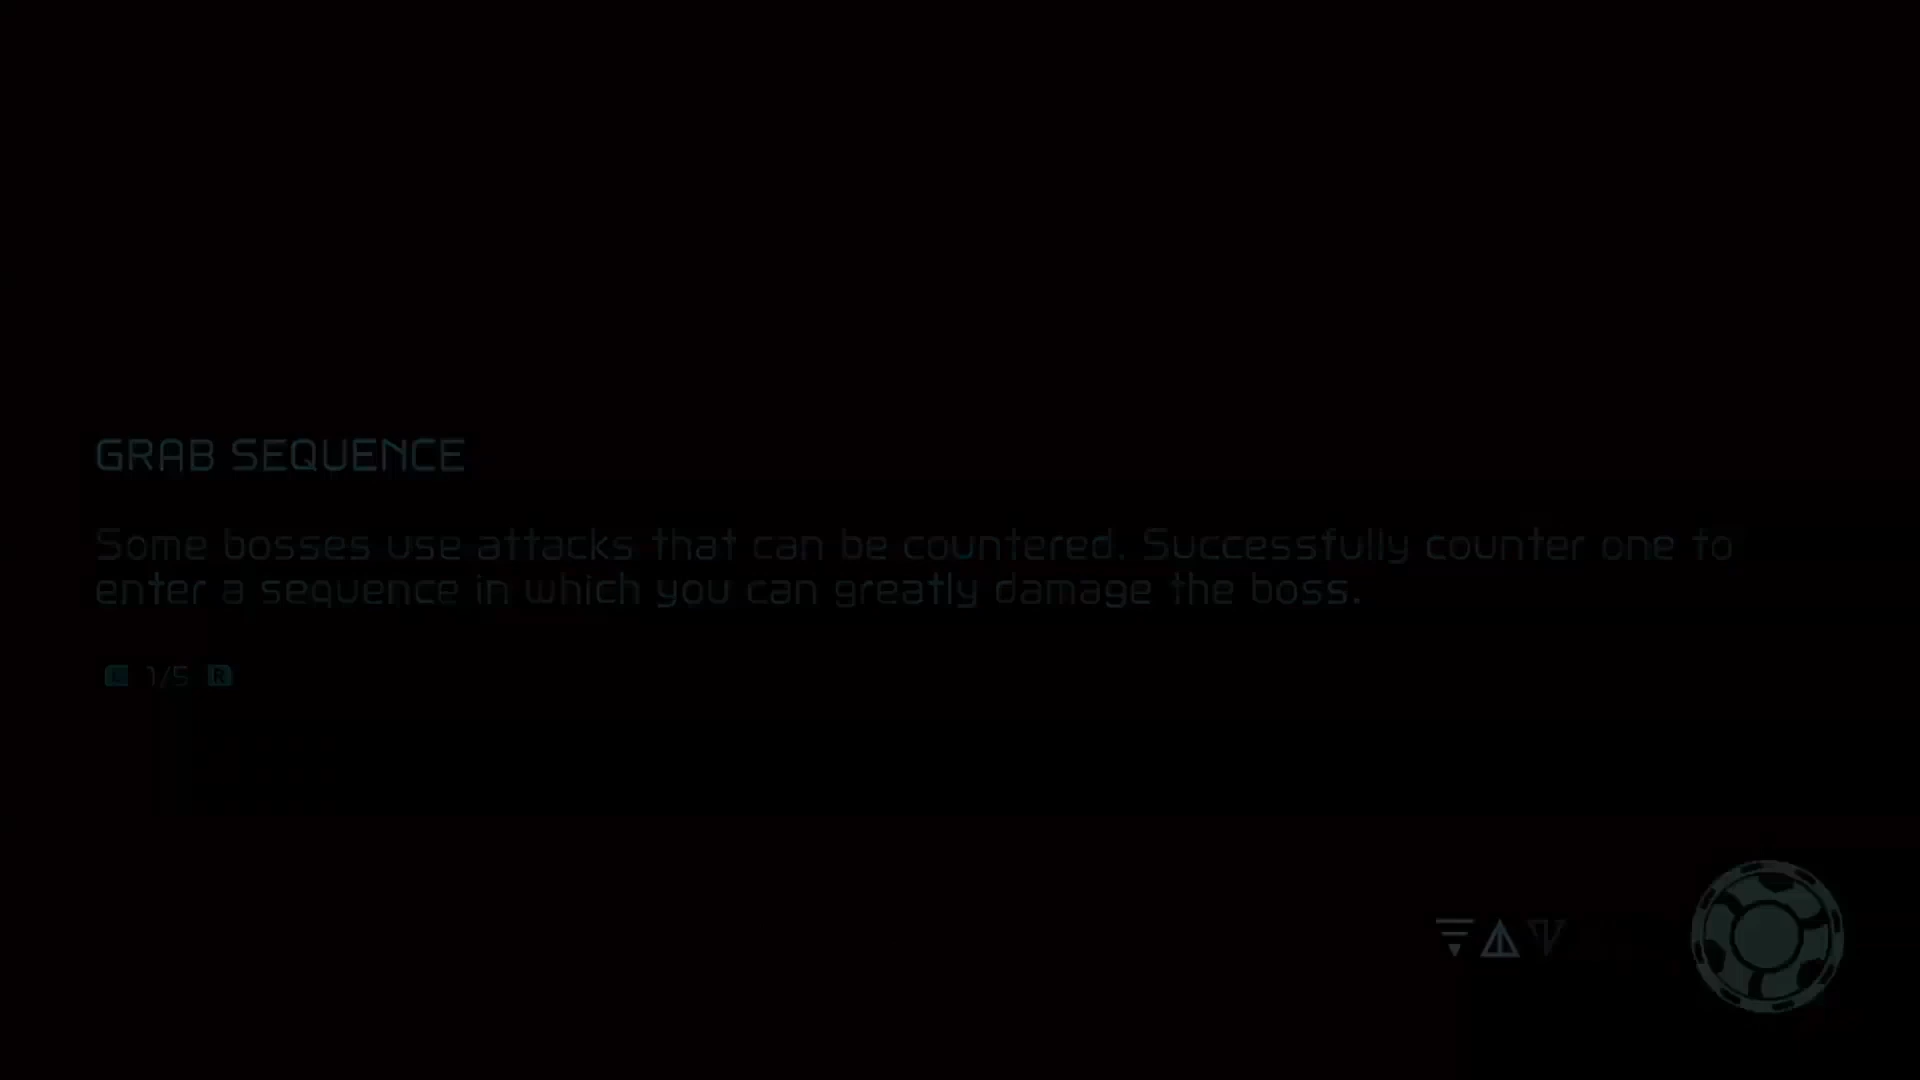 GRAB SEQUENCE
Some bosses use attacks that can be countered. Successfully counter one to
enter a sequence in which you can greatly damage the boss.
L 1/5 R